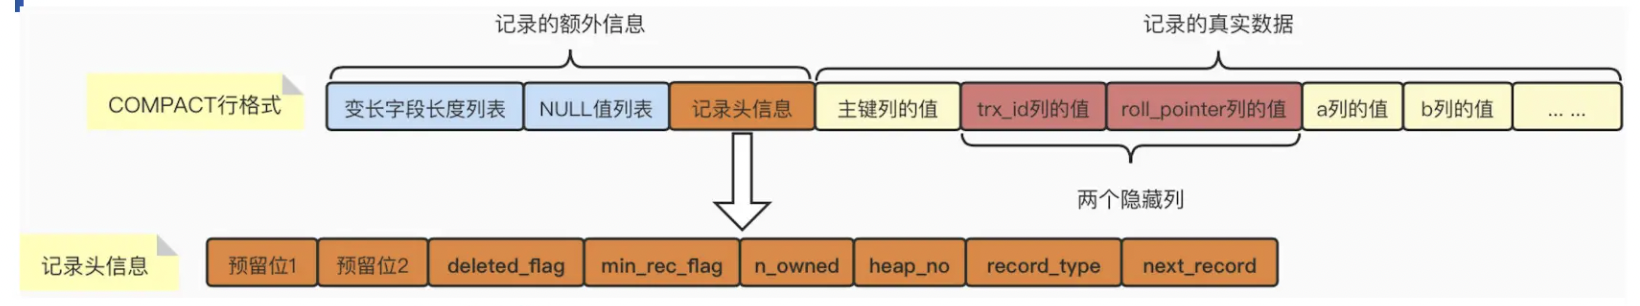 记录的额外信息
记录的真实数据
COMPACT行格式
变长字段长度列表
NULL值列表
记录头信息
主键列的值
trx_id列的值
roll_pointer列的值
a列的值
b列的值
... ...
两个隐藏列
记录头信息
预留位1
预留位2
deleted_flag
min_rec_flag
n_owned
heap_no
record_type
next_record